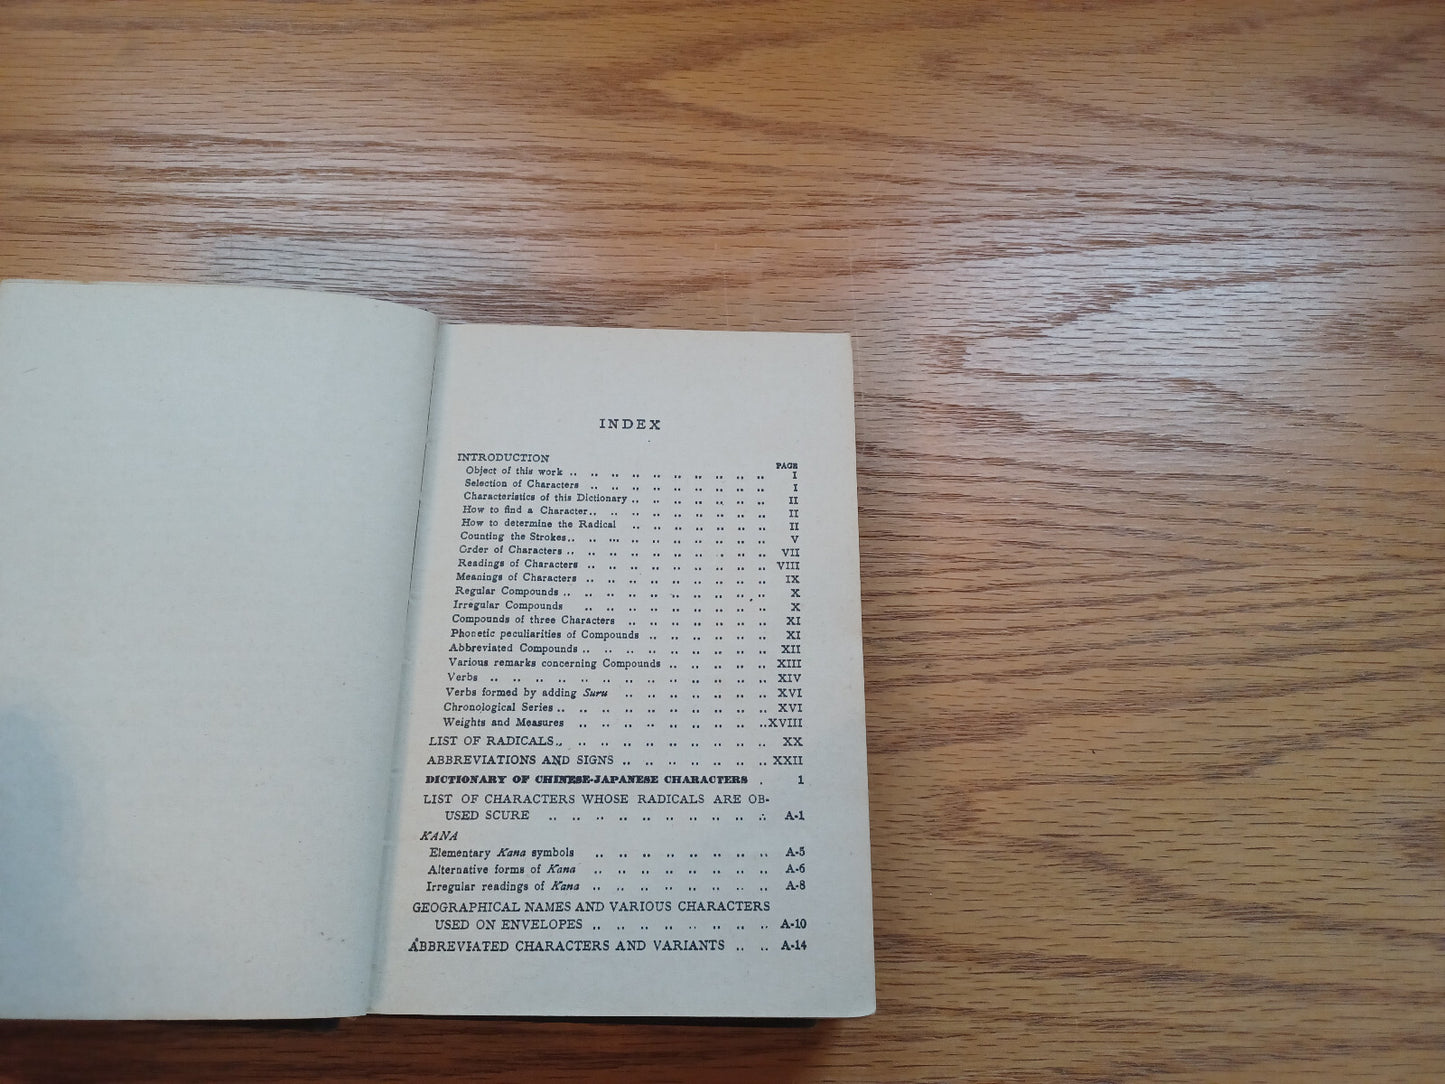 INDEX
INTRODUCTION
PAGE
Object of this work .. .. .. .. .. .. .. .. .. .. I
Selection of Characters .. .. .. .. .. .. .. .. .. I
Characteristics of this Dictionary .. .. .. .. .. .. .. II
How to find a Character .. .. .. .. .. .. .. .. .. II
How to determine the Radical .. .. .. .. .. .. .. II
Counting the Strokes .. .. ... .. .. .. .. .. .. .. V
Order of Characters .. .. .. .. .. .. .. .. .. .. VII
Readings of Characters .. .. .. .. .. .. .. .. .. VIII
Meanings of Characters .. .. .. .. .. .. .. .. .. IX
Regular Compounds .. .. .. .. .. .. .. .. .. .. X
Irregular Compounds .. .. .. .. .. .. .. .. .. X
Compounds of three Characters .. .. .. .. .. .. .. XI
Phonetic peculiarities of Compounds .. .. .. .. .. .. XI
Abbreviated Compounds .. .. .. .. .. .. .. .. .. XII
Various remarks concerning Compounds .. .. .. .. .. XIII
Verbs .. .. .. .. .. .. .. .. .. .. .. .. .. XIV
Verbs formed by adding Suru .. .. .. .. .. .. .. XVI
Chronological Series .. .. .. .. .. .. .. .. .. .. XVI
Weights and Measures .. .. .. .. .. .. .. .. .. XVIII
LIST OF RADICALS .. .. .. .. .. .. .. .. .. .. XX
ABBREVIATIONS AND SIGNS .. .. .. .. .. .. .. XXII
DICTIONARY OF CHINESE-JAPANESE CHARACTERS . 1
LIST OF CHARACTERS WHOSE RADICALS ARE OB-
USED SCURE .. .. .. .. .. .. .. .. .. .. A-1
KANA
Elementary Kana symbols .. .. .. .. .. .. .. .. A-5
Alternative forms of Kana .. .. .. .. .. .. .. .. A-6
Irregular readings of Kana .. .. .. .. .. .. .. .. A-8
GEOGRAPHICAL NAMES AND VARIOUS CHARACTERS
USED ON ENVELOPES .. .. .. .. .. .. .. .. A-10
ABBREVIATED CHARACTERS AND VARIANTS .. .. A-14